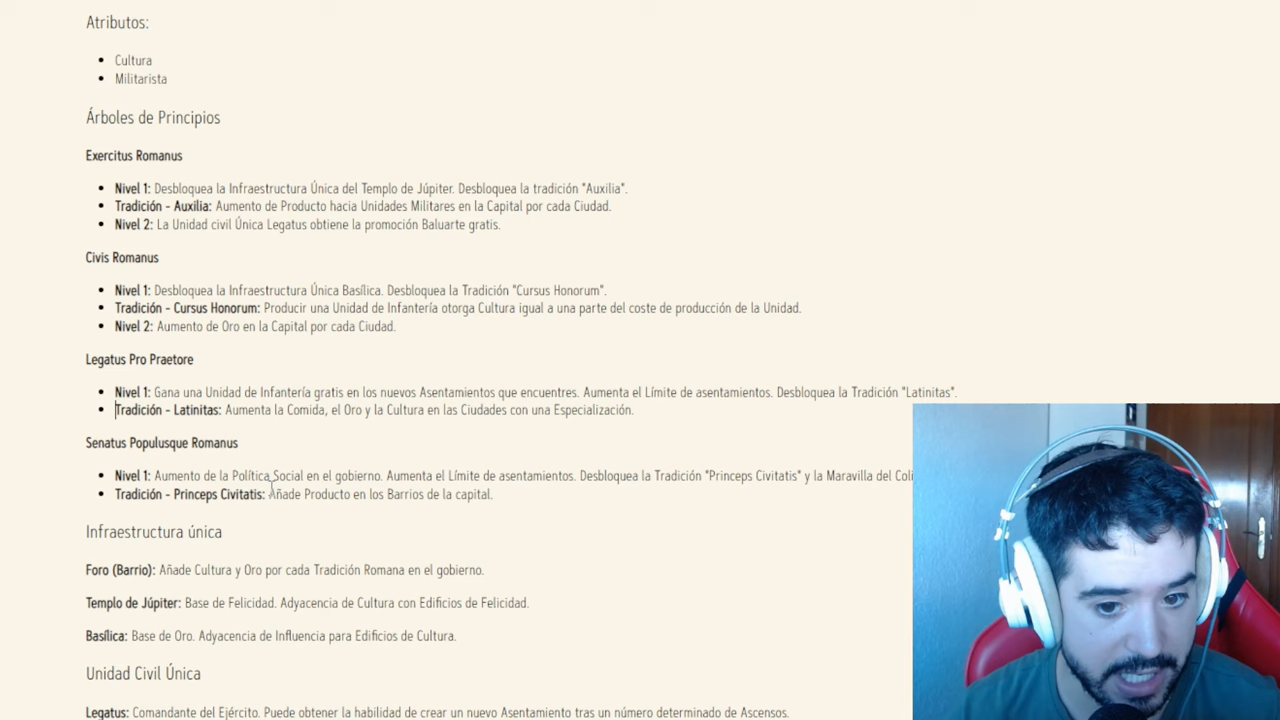 Atributos:
Cultura
Militarista
Árboles de Principios
Exercitus Romanus
Nivel 1: Desbloquea la Infraestructura Única del Templo de Júpiter. Desbloquea la tradición "Auxilia".
Tradición - Auxilia: Aumento de Producto hacia Unidades Militares en la Capital por cada Ciudad.
Nivel 2: La Unidad civil Única Legatus obtiene la promoción Baluarte gratis.
Civis Romanus
Nivel 1: Desbloquea la Infraestructura Única Basílica. Desbloquea la Tradición "Cursus Honorum".
Tradición - Cursus Honorum: Producir una Unidad de Infantería otorga Cultura igual a una parte del coste de producción de la Unidad.
Nivel 2: Aumento de Oro en la Capital por cada Ciudad.
Legatus Pro Praetore
Nivel 1: Gana una Unidad de Infantería gratis en los nuevos Asentamientos que encuentres. Aumenta el Límite de asentamientos. Desbloquea la Tradición "Latinitas".
Tradición - Latinitas: Aumenta la Comida, el Oro y la Cultura en las Ciudades con una Especialización.
Senatus Populusque Romanus
Nivel 1: Aumento de la Política Social en el gobierno. Aumenta el Límite de asentamientos. Desbloquea la Tradición "Princeps Civitatis" y la Maravilla del Coli
Tradición - Princeps Civitatis: Añade Producto en los Barrios de la capital.
Infraestructura única
Foro (Barrio): Añade Cultura y Oro por cada Tradición Romana en el gobierno.
Templo de Júpiter: Base de Felicidad. Adyacencia de Cultura con Edificios de Felicidad.
Basílica: Base de Oro. Adyacencia de Influencia para Edificios de Cultura.
Unidad Civil Única
Legatus: Comandante del Ejército. Puede obtener la habilidad de crear un nuevo Asentamiento tras un número determinado de Ascensos.